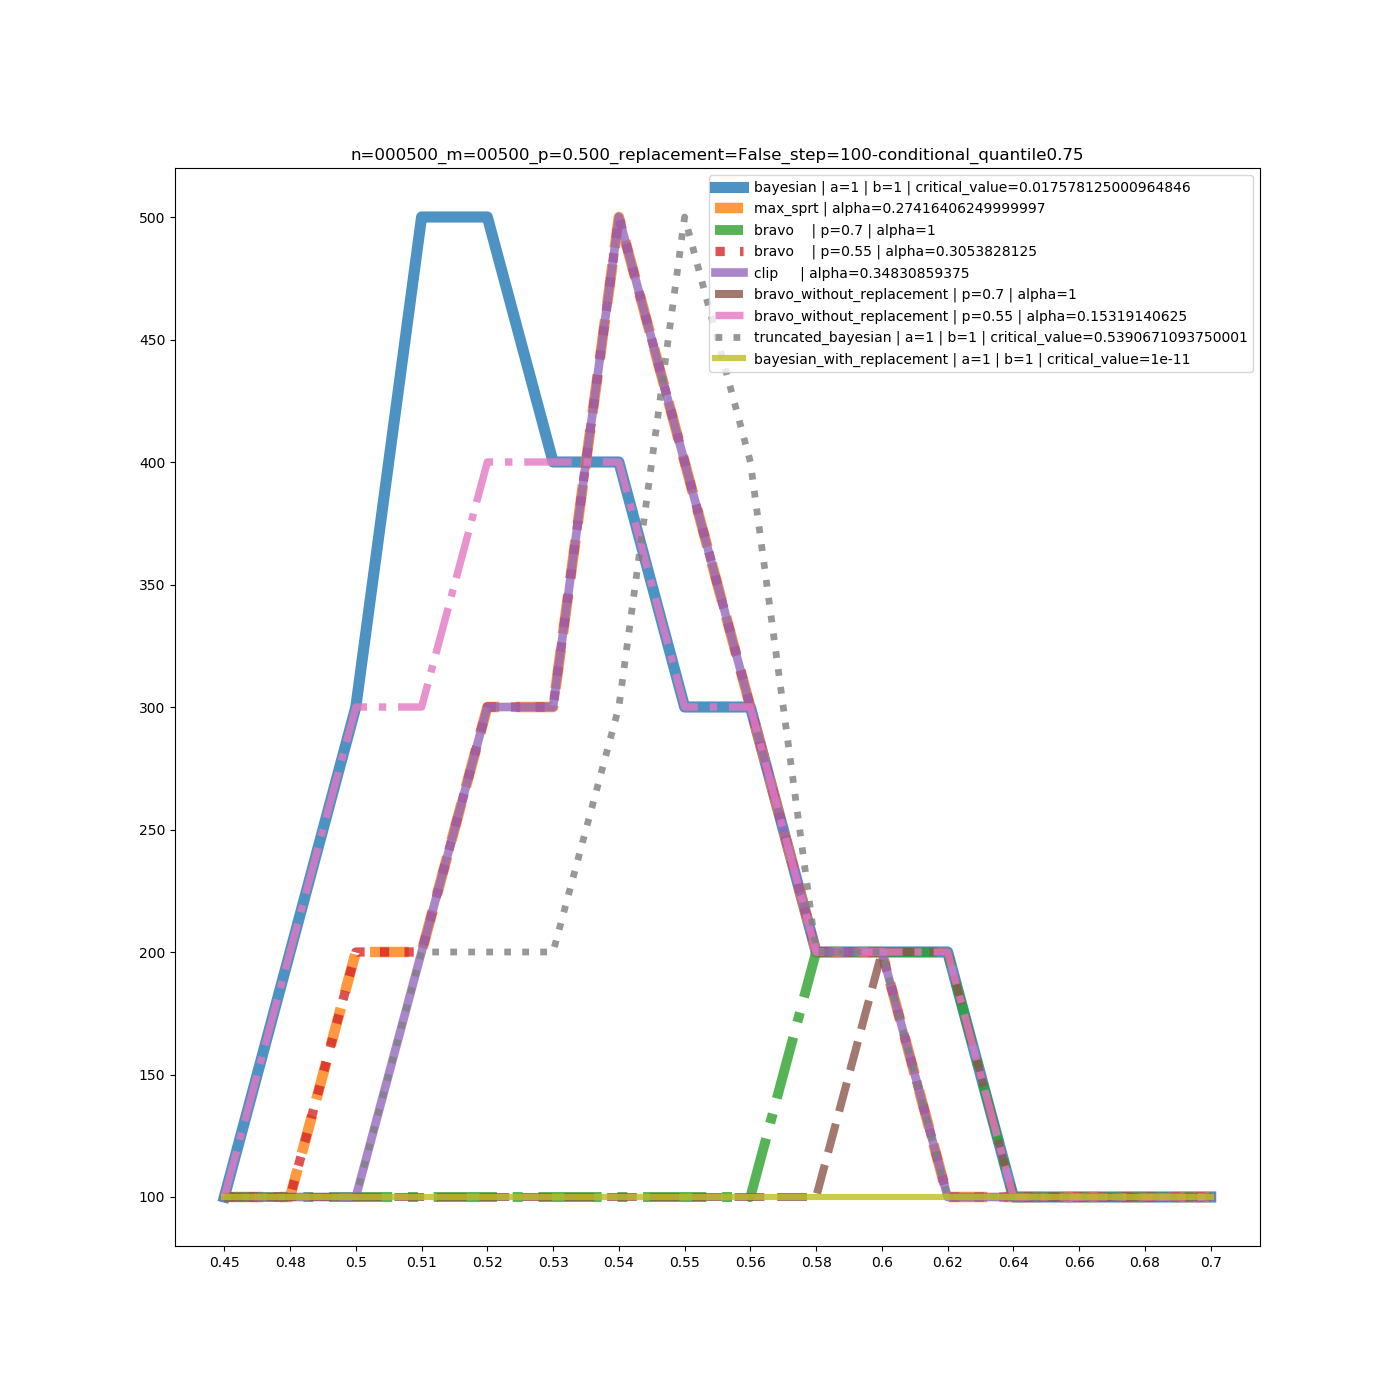 n=000500_m=00500_p=0.500_replacement=False_step=100-conditional_quantile0.75
bayesian | a=1 | b=1 | critical_value=0.017578125000964846
max_sprt | alpha=0.27416406249999997
bravo    | p=0.7 | alpha=1
bravo    | p=0.55 | alpha=0.3053828125
clip     | alpha=0.34830859375
bravo_without_replacement | p=0.7 | alpha=1
bravo_without_replacement | p=0.55 | alpha=0.15319140625
truncated_bayesian | a=1 | b=1 | critical_value=0.5390671093750001
bayesian_with_replacement | a=1 | b=1 | critical_value=1e-11
500
450
400
350
300
250
200
150
100
0.45 0.48 0.5 0.51 0.52 0.53 0.54 0.55 0.56 0.58 0.6 0.62 0.64 0.66 0.68 0.7